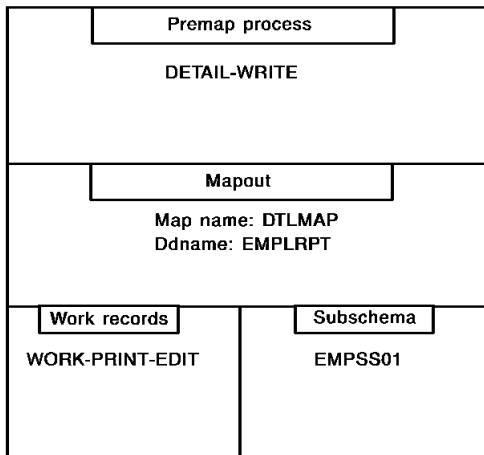 Premap process
DETAIL-WRITE
Mapout
Map name: DTLMAP
Ddname: EMPLRPT
Work records
Subschema
WORK-PRINT-EDIT
EMPSS01